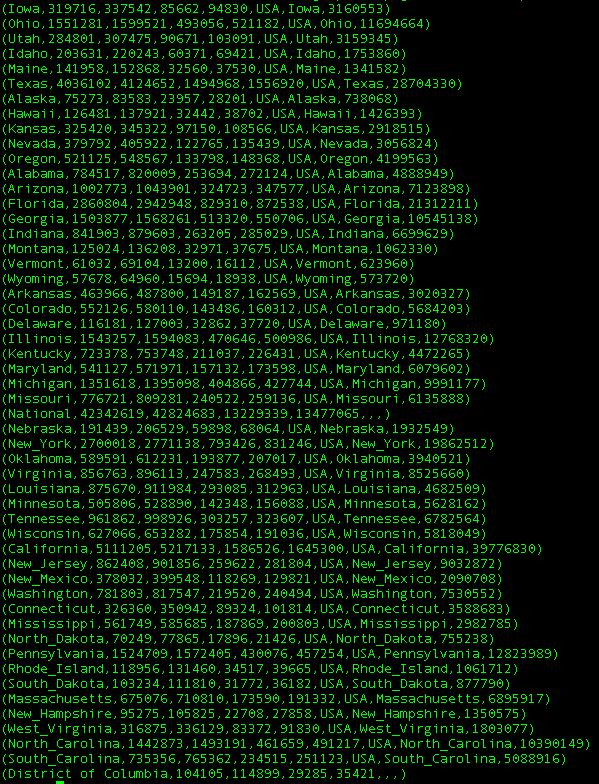 (Iowa,319716,337542,85662,94830,USA,Iowa,3160553)
(Ohio,1551281,1599521,493056,521182,USA,Ohio,11694664)
(Utah,284801,307475,90671,103091,USA,Utah,3159345)
(Idaho,203631,220243,60371,69421,USA,Idaho,1753860)
(Maine,141958,152868,32560,37530,USA,Maine,1341582)
(Texas,4036102,4124652,1494968,1556920,USA,Texas,28704330)
(Alaska,75273,83583,23957,28201,USA,Alaska,738068)
(Hawaii,126481,137921,32442,38702,USA,Hawaii,1426393)
(Kansas,325420,345322,97150,108566,USA,Kansas,2918515)
(Nevada,379792,405922,122765,135439,USA,Nevada,3056824)
(Oregon,521125,548567,133798,148368,USA,Oregon,4199563)
(Alabama,784517,820009,253694,272124,USA,Alabama,4888949)
(Arizona,1002773,1043901,324723,347577,USA,Arizona,7123898)
(Florida,2860804,2942948,829310,872538,USA,Florida,21312211)
(Georgia,1503877,1568261,513320,550706,USA,Georgia,10545138)
(Indiana,841903,879603,263205,285029,USA,Indiana,6699629)
(Montana,125024,136208,32971,37675,USA,Montana,1062330)
(Vermont,61032,69104,13200,16112,USA,Vermont,623960)
(Wyoming,57678,64960,15694,18938,USA,Wyoming,573720)
(Arkansas,463966,487800,149187,162569,USA,Arkansas,3020327)
(Colorado,552126,580110,143486,160312,USA,Colorado,5684203)
(Delaware,116181,127003,32862,37720,USA,Delaware,971180)
(Illinois,1543257,1594083,470646,500986,USA,Illinois,12768320)
(Kentucky,723378,753748,211037,226431,USA,Kentucky,4472265)
(Maryland,541127,571971,157132,173598,USA,Maryland,6079602)
(Michigan,1351618,1395098,404866,427744,USA,Michigan,9991177)
(Missouri,776721,809281,240522,259136,USA,Missouri,6135888)
(National,42342619,42824683,13229339,13477065,,,)
(Nebraska,191439,206529,59898,68064,USA,Nebraska,1932549)
(New_York,2700018,2771138,793426,831246,USA,New_York,19862512)
(Oklahoma,589591,612231,193877,207017,USA,Oklahoma,3940521)
(Virginia,856763,896113,247583,268493,USA,Virginia,8525660)
(Louisiana,875670,911984,293085,312963,USA,Louisiana,4682509)
(Minnesota,505806,528890,142348,156088,USA,Minnesota,5628162)
(Tennessee,961862,998926,303257,323607,USA,Tennessee,6782564)
(Wisconsin,627066,653282,175854,191036,USA,Wisconsin,5818049)
(California,5111205,5217133,1586526,1645300,USA,California,39776830)
(New_Jersey,862408,901856,259622,281804,USA,New_Jersey,9032872)
(New_Mexico,378032,399548,118269,129821,USA,New_Mexico,2090708)
(Washington,781803,817547,219520,240494,USA,Washington,7530552)
(Connecticut,326360,350942,89324,101814,USA,Connecticut,3588683)
(Mississippi,561749,585685,187869,200803,USA,Mississippi,2982785)
(North_Dakota,70249,77865,17896,21426,USA,North_Dakota,755238)
(Pennsylvania,1524709,1572405,430076,457254,USA,Pennsylvania,12823989)
(Rhode_Island,118956,131460,34517,39665,USA,Rhode_Island,1061712)
(South_Dakota,103234,111810,31772,36182,USA,South_Dakota,877790)
(Massachusetts,675076,710810,173590,191332,USA,Massachusetts,6895917)
(New_Hampshire,95275,105825,22708,27858,USA,New_Hampshire,1350575)
(West_Virginia,316875,336129,83372,91830,USA,West_Virginia,1803077)
(North_Carolina,1442873,1493191,461659,491217,USA,North_Carolina,10390149)
(South_Carolina,735356,765362,234515,251123,USA,South_Carolina,5088916)
(District of Columbia,104105,114899,29285,35421,,,)